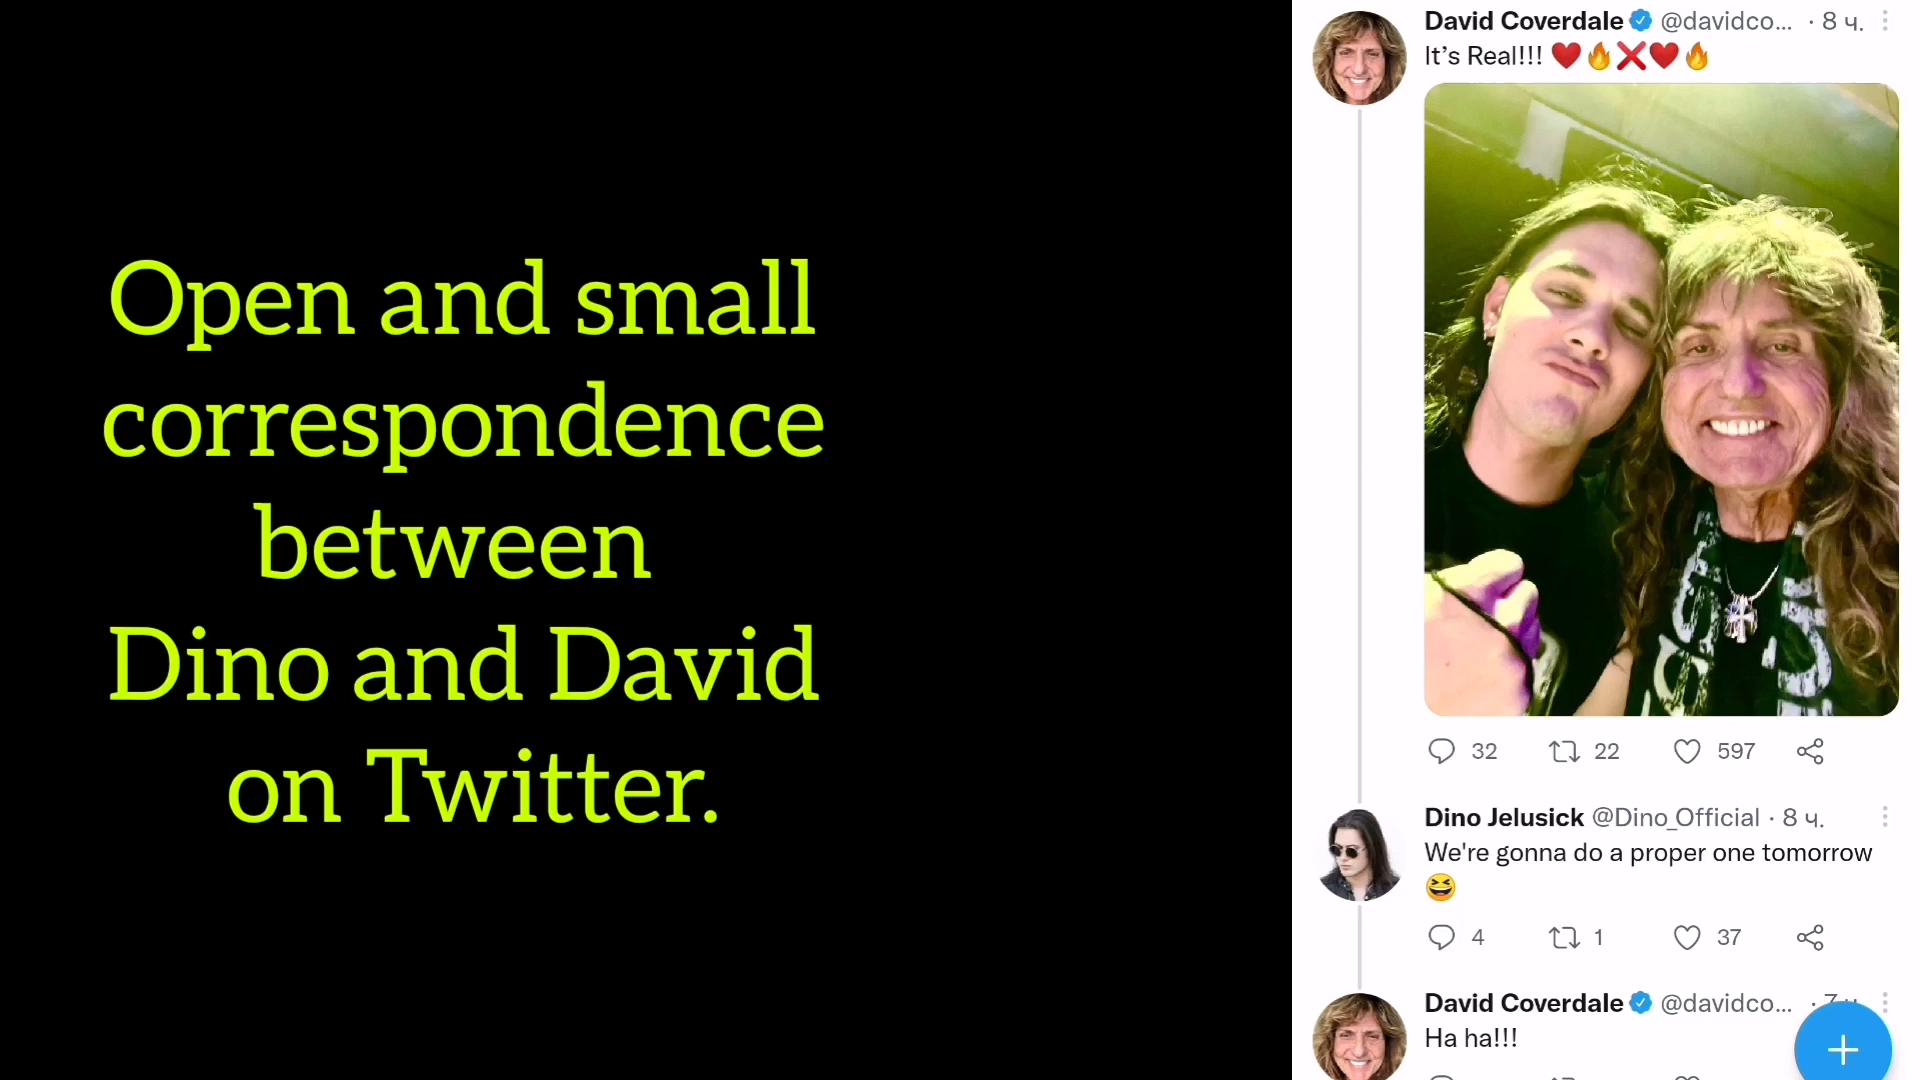 Open and small
correspondence
between
Dino and David
on Twitter.
David Coverdale @davidco... · 8 ч.
It's Real!!! ❤️🔥❌❤️🔥
32 22 597
Dino Jelusick @Dino_Official · 8 ч.
We're gonna do a proper one tomorrow
😆
4 1 37
David Coverdale @davidco... · 7 ч.
Ha ha!!!